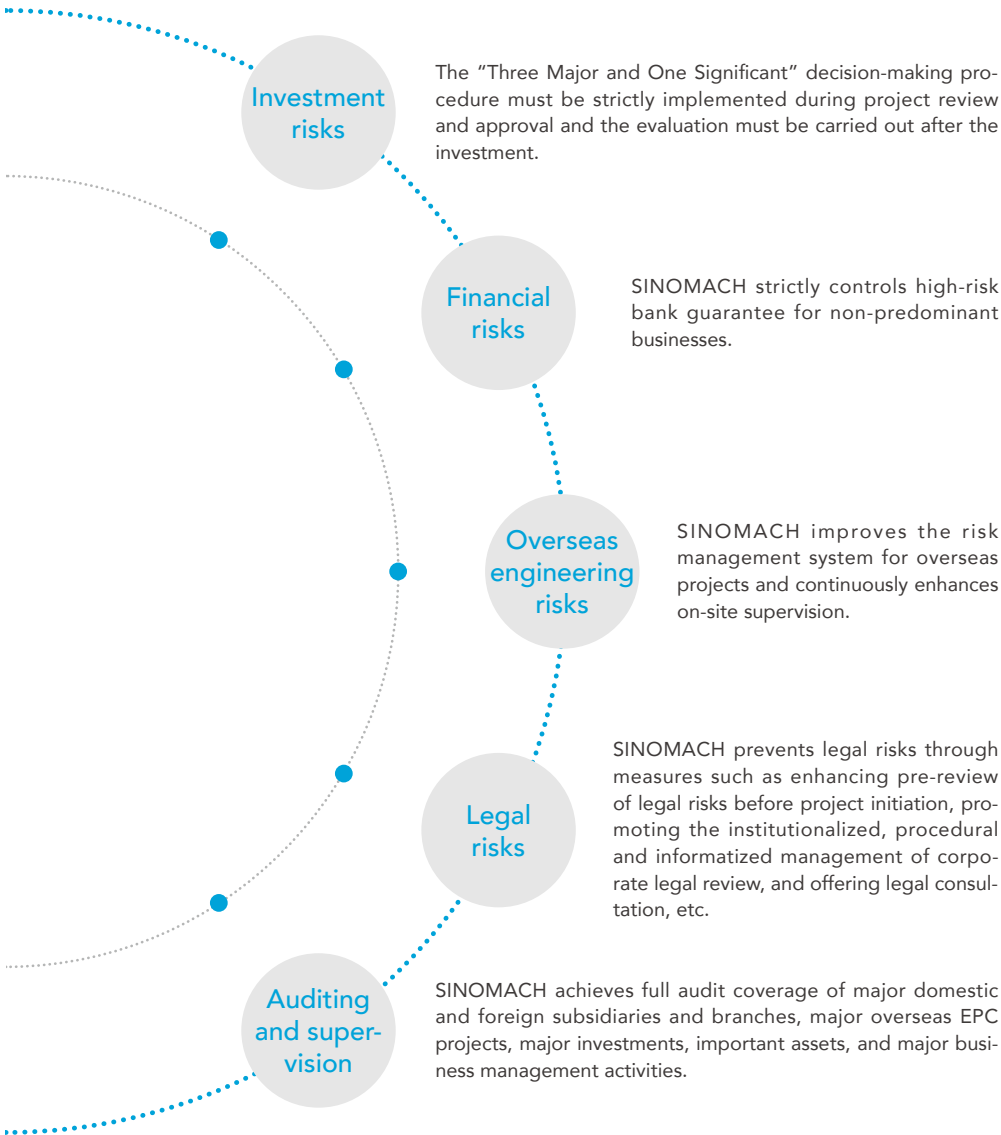 Investment
risks
The “Three Major and One Significant” decision-making pro-
cedure must be strictly implemented during project review
and approval and the evaluation must be carried out after the
investment.
Financial
risks
SINOMACH strictly controls high-risk
bank guarantee for non-predominant
businesses.
Overseas
engineering
risks
SINOMACH improves the risk
management system for overseas
projects and continuously enhances
on-site supervision.
Legal
risks
SINOMACH prevents legal risks through
measures such as enhancing pre-review
of legal risks before project initiation, pro-
moting the institutionalized, procedural
and informatized management of corpo-
rate legal review, and offering legal consul-
tation, etc.
Auditing
and super-
vision
SINOMACH achieves full audit coverage of major domestic
and foreign subsidiaries and branches, major overseas EPC
projects, major investments, important assets, and major busi-
ness management activities.